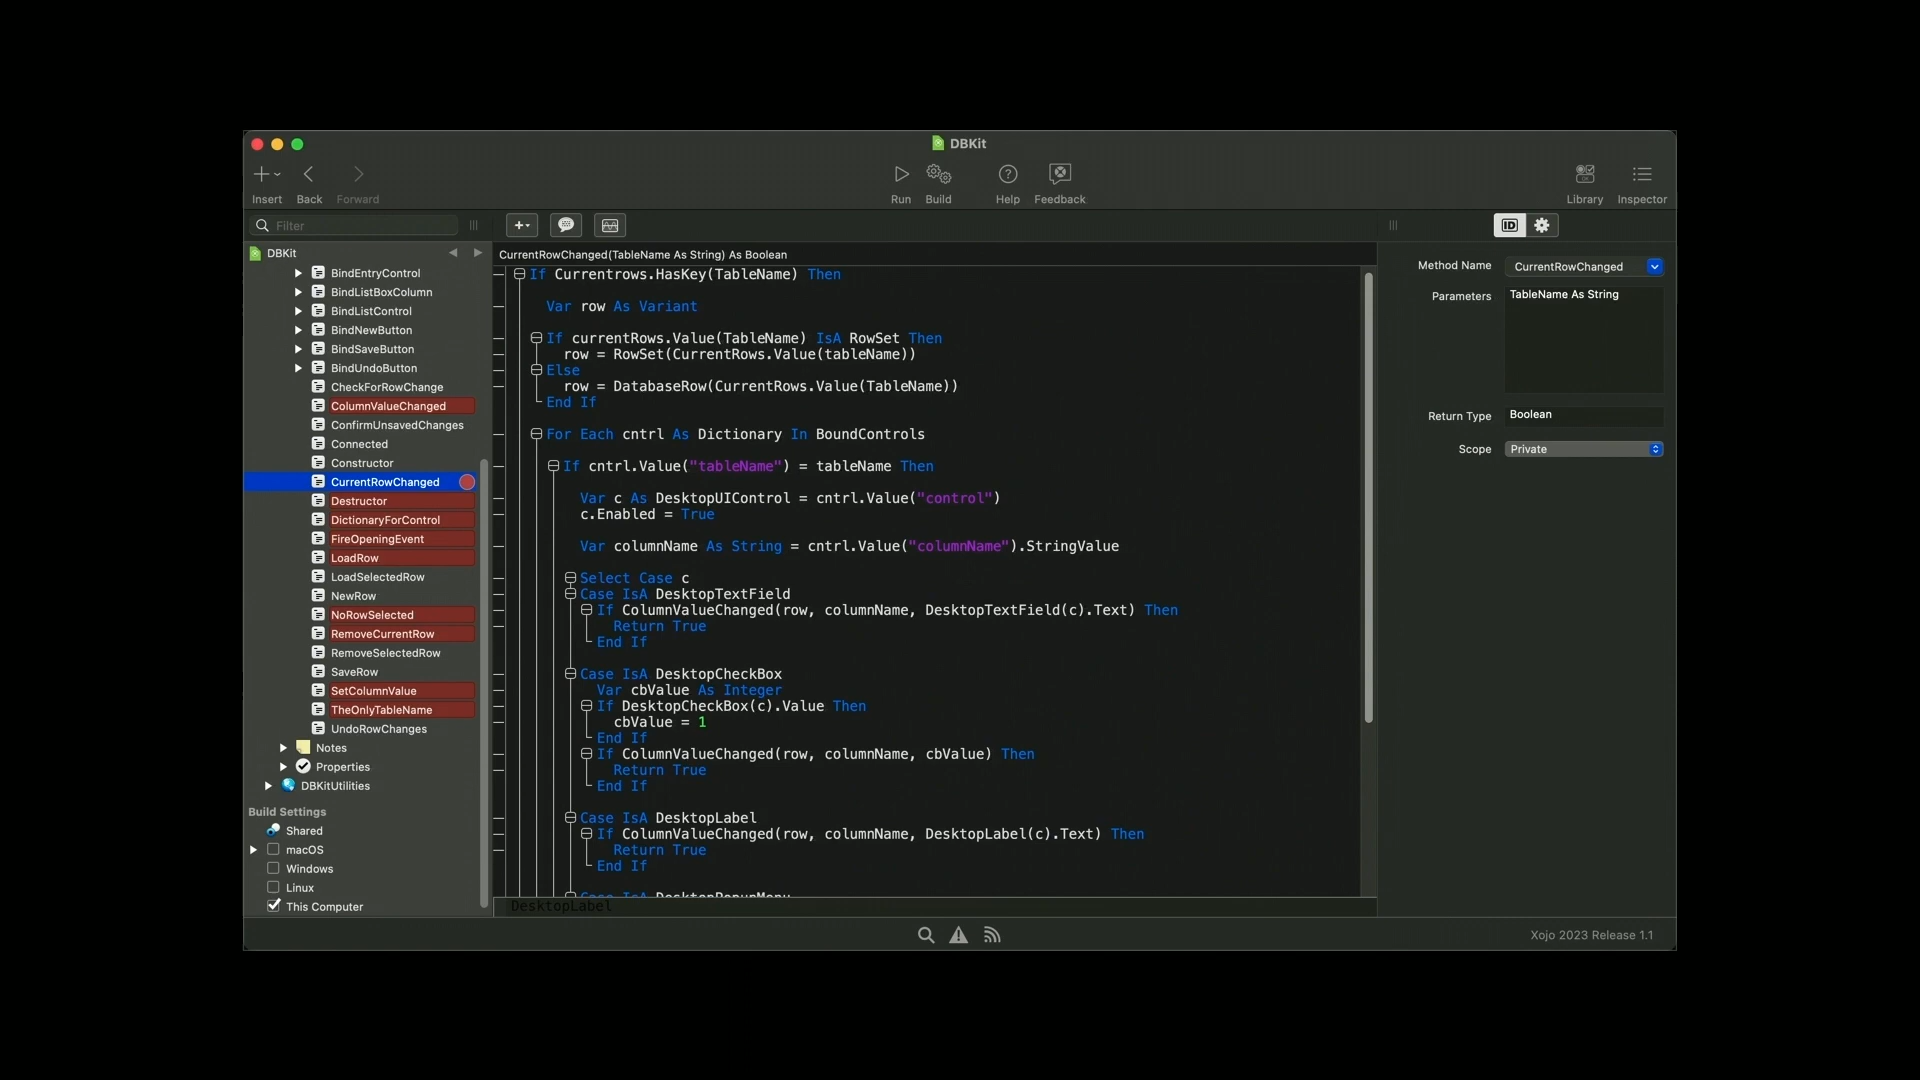 DBKit
Insert
Back
Forward
Run
Build
Help
Feedback
Library
Inspector
Filter
ID
DBKit
BindEntryControl
BindListBoxColumn
BindListControl
BindNewButton
BindSaveButton
BindUndoButton
CheckForRowChange
ColumnValueChanged
ConfirmUnsavedChanges
Connected
Constructor
CurrentRowChanged
Destructor
DictionaryForControl
FireOpeningEvent
LoadRow
LoadSelectedRow
NewRow
NoRowSelected
RemoveCurrentRow
RemoveSelectedRow
SaveRow
SetColumnValue
TheOnlyTableName
UndoRowChanges
Notes
Properties
DBKitUtilities
Build Settings
Shared
macOS
Windows
Linux
This Computer
CurrentRowChanged(TableName As String) As Boolean
If Currentrows.HasKey(TableName) Then
Var row As Variant
If currentRows.Value(TableName) IsA RowSet Then
row = RowSet(CurrentRows.Value(tableName))
Else
row = DatabaseRow(CurrentRows.Value(TableName))
End If
For Each cntrl As Dictionary In BoundControls
If cntrl.Value("tableName") = tableName Then
Var c As DesktopUIControl = cntrl.Value("control")
c.Enabled = True
Var columnName As String = cntrl.Value("columnName").StringValue
Select Case c
Case IsA DesktopTextField
If ColumnValueChanged(row, columnName, DesktopTextField(c).Text) Then
Return True
End If
Case IsA DesktopCheckBox
Var cbValue As Integer
If DesktopCheckBox(c).Value Then
cbValue = 1
End If
If ColumnValueChanged(row, columnName, cbValue) Then
Return True
End If
Case IsA DesktopLabel
If ColumnValueChanged(row, columnName, DesktopLabel(c).Text) Then
Return True
End If
Case IsA DesktopPopupMenu
DesktopLabel
Method Name
CurrentRowChanged
Parameters
TableName As String
Return Type
Boolean
Scope
Private
Xojo 2023 Release 1.1